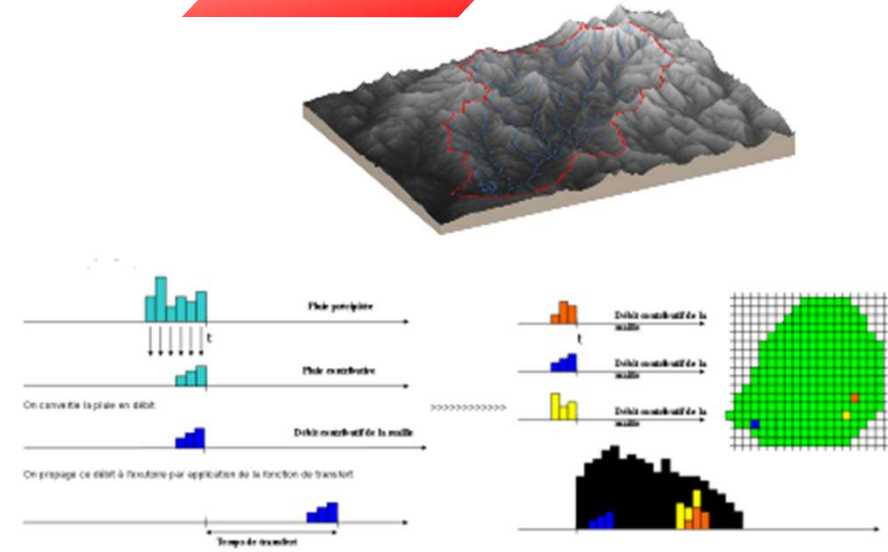 Pluie précipitée
t
Pluie contributive
On convertie la pluie en débit
Débit contributif de la maille
On propage ce débit à l'exutoire par application de la fonction de transfert
Temps de transfert
>>>>>>>>>>>>
Débit contributif de la
maille
t
Débit contributif de la
maille
Débit contributif de la
maille